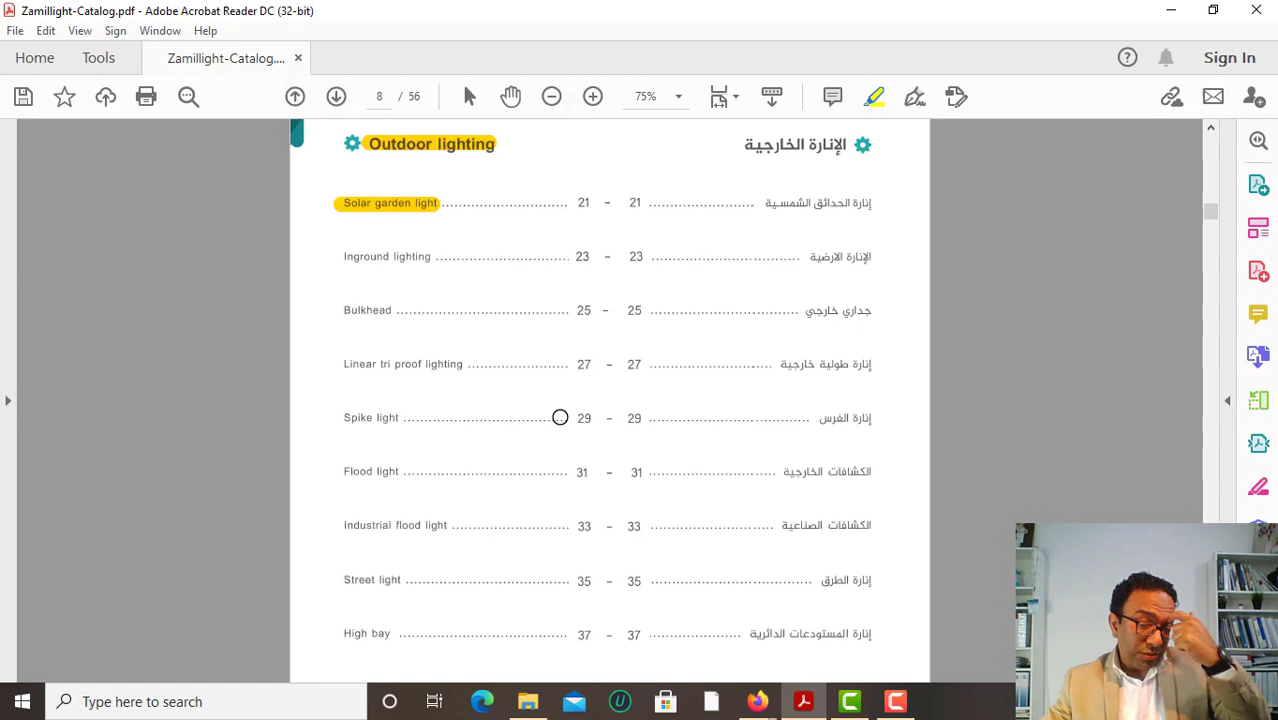 Zamillight-Catalog.pdf - Adobe Acrobat Reader DC (32-bit)
File Edit View Sign Window Help
Home Tools Zamillight-Catalog.... × Sign In
8 / 56 75%
Outdoor lighting الإنارة الخارجية
Solar garden light 21 - 21 إنارة الحدائق الشمسية
Inground lighting 23 - 23 الإنارة الارضية
Bulkhead 25 - 25 جداري خارجي
Linear tri proof lighting 27 - 27 إنارة طولية خارجية
Spike light 29 - 29 إنارة الغرس
Flood light 31 - 31 الكشافات الخارجية
Industrial flood light 33 - 33 الكشافات الصناعية
Street light 35 - 35 إنارة الطرق
High bay 37 - 37 إنارة المستودعات الدائرية
Type here to search